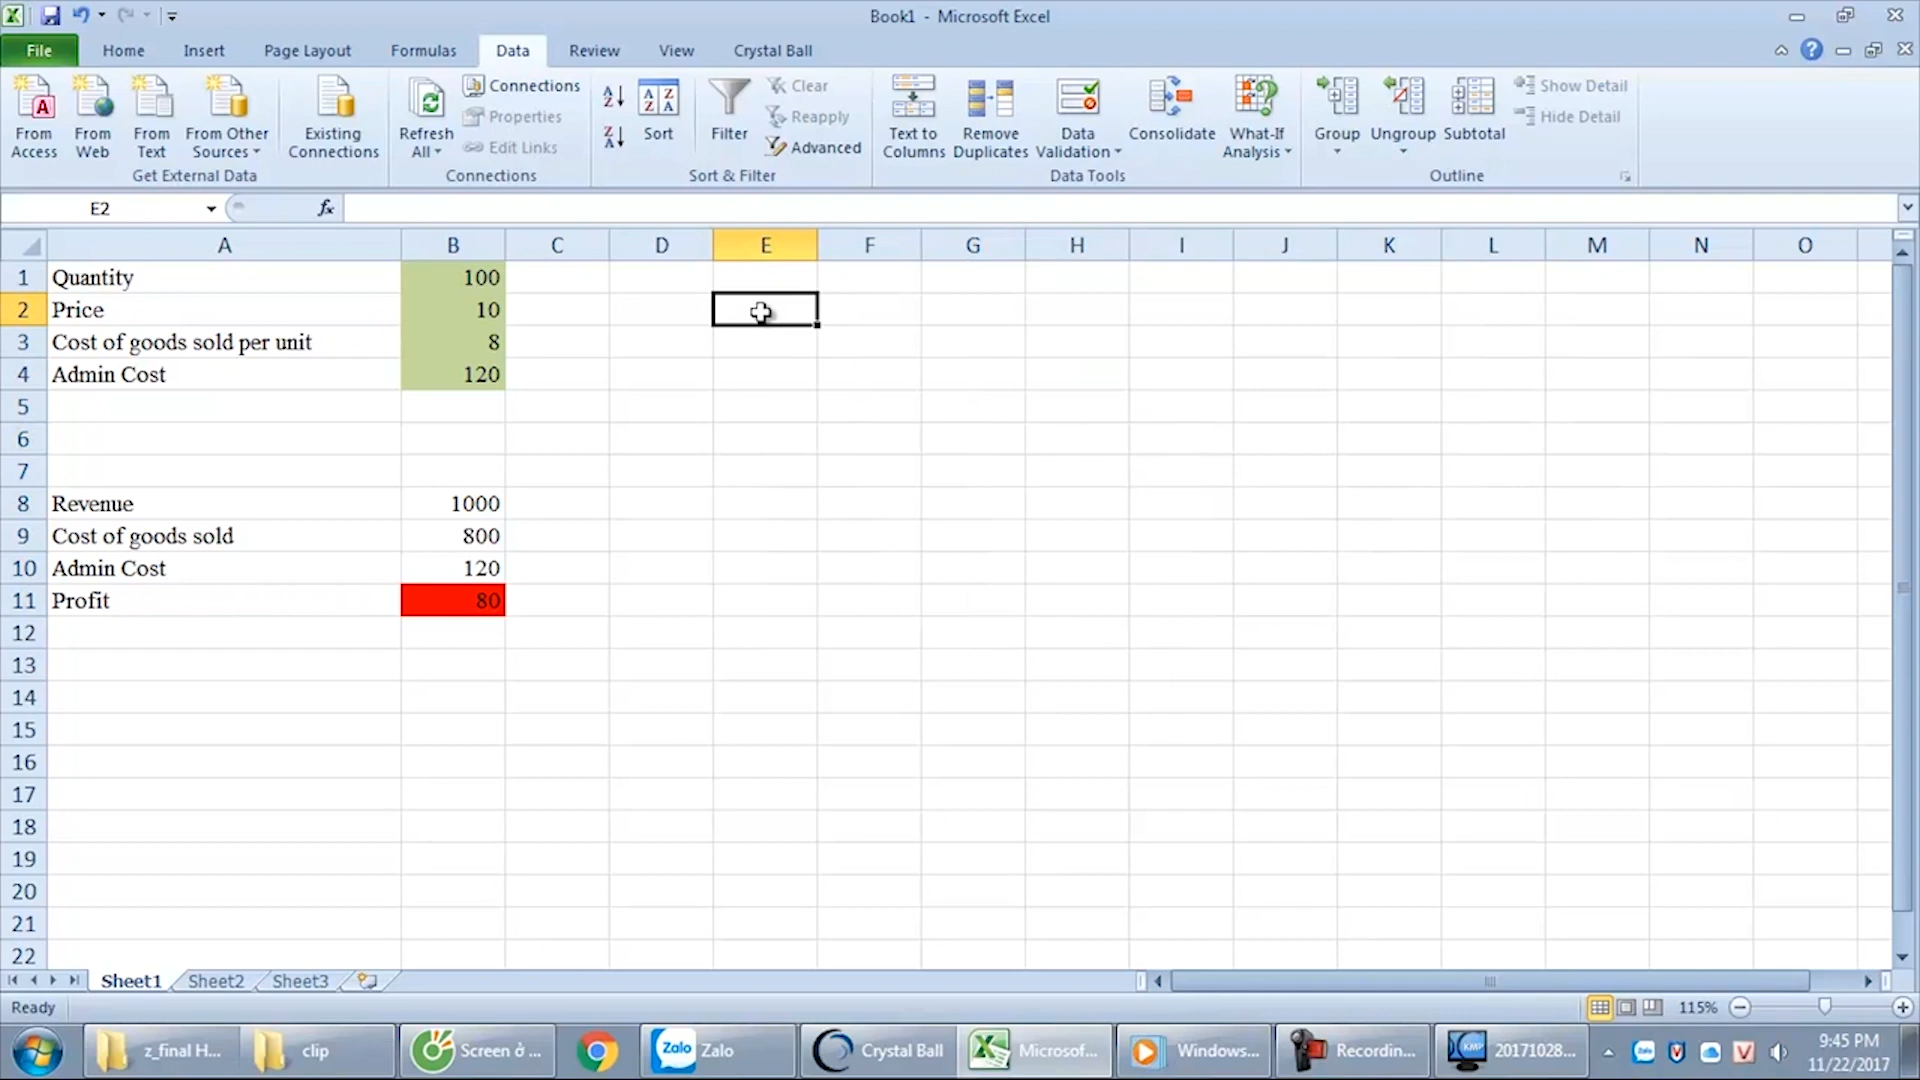 Book1 - Microsoft Excel
File Home Insert Page Layout Formulas Data Review View Crystal Ball
From Access
From Web
From Text
From Other Sources
Existing Connections
Get External Data
Refresh All
Connections
Properties
Edit Links
Connections
Sort
Filter
Clear
Reapply
Advanced
Sort & Filter
Text to Columns
Remove Duplicates
Data Validation
Consolidate
What-If Analysis
Data Tools
Group
Ungroup
Subtotal
Show Detail
Hide Detail
Outline
E2 fx
A B C D E F G H I J K L M N O
1 Quantity 100
2 Price 10
3 Cost of goods sold per unit 8
4 Admin Cost 120
5
6
7
8 Revenue 1000
9 Cost of goods sold 800
10 Admin Cost 120
11 Profit 80
12
13
14
15
16
17
18
19
20
21
22
Sheet1 Sheet2 Sheet3
Ready 115%
z_final H... clip Screen ở ... Zalo Zalo Crystal Ball Microsof... Windows... Recordin... 20171028...
9:45 PM
11/22/2017